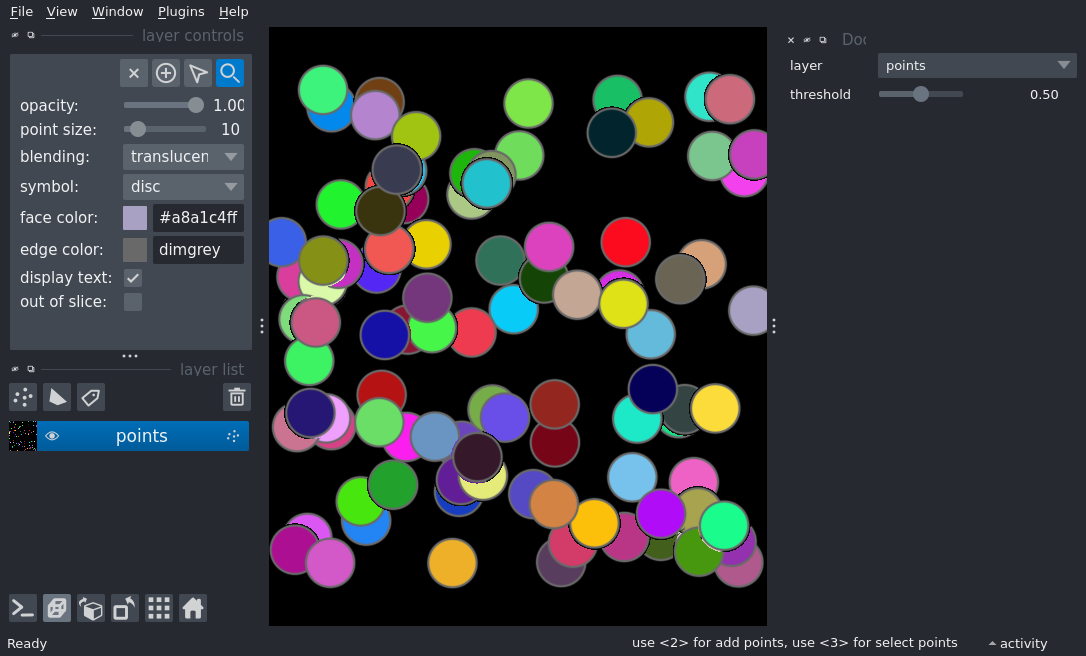 File View Window Plugins Help
layer controls
opacity: 1.00
point size: 10
blending: translucen
symbol: disc
face color: #a8a1c4ff
edge color: dimgrey
display text:
out of slice:
layer list
points
Doc
layer points
threshold 0.50
Ready
use <2> for add points, use <3> for select points
activity